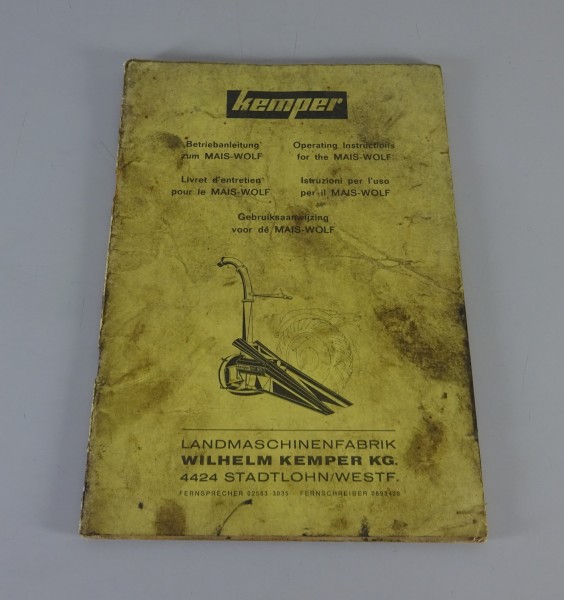 kemper
Betriebanleitung
zum MAIS-WOLF
Operating Instructions
for the MAIS-WOLF
Livret d'entretien
pour le MAIS-WOLF
Istruzioni per l'uso
per il MAIS-WOLF
Gebruiksaanwijzing
voor de MAIS-WOLF
LANDMASCHINENFABRIK
WILHELM KEMPER KG.
4424 STADTLOHN/WESTF.
FERNSPRECHER 02563-3035 FERNSCHREIBER